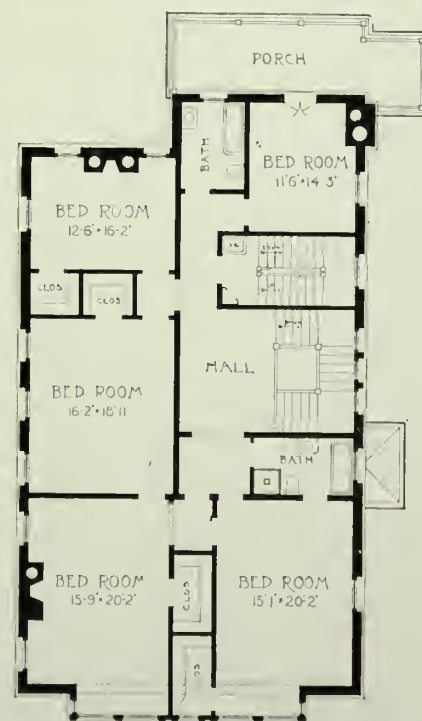 PORCH
BATH
BED ROOM
11'6"•14'3"
BED ROOM
12'-6"•16'-2"
CLOS
CLOS
BED ROOM
16'-2"•18'11
HALL
BATH
BED ROOM
15'-9"•20'-2"
CLOS
BED ROOM
15'1"•20'-2"